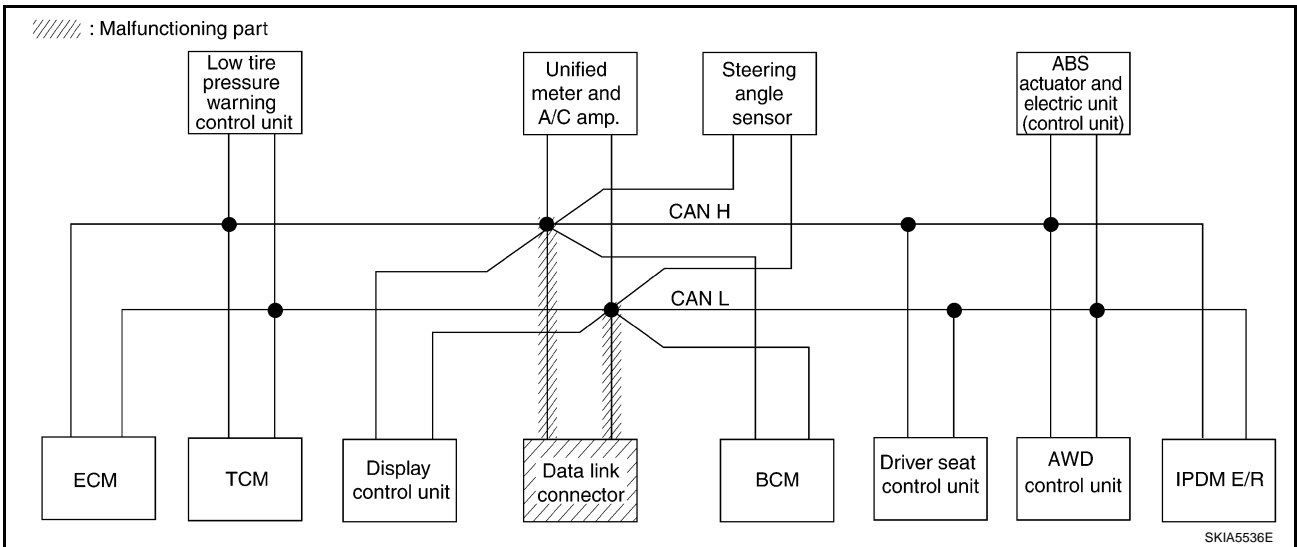 : Malfunctioning part
Low tire
pressure
warning
control unit
Unified
meter and
A/C amp.
Steering
angle
sensor
ABS
actuator and
electric unit
(control unit)
CAN H
CAN L
ECM
TCM
Display
control unit
Data link
connector
BCM
Driver seat
control unit
AWD
control unit
IPDM E/R
SKIA5536E